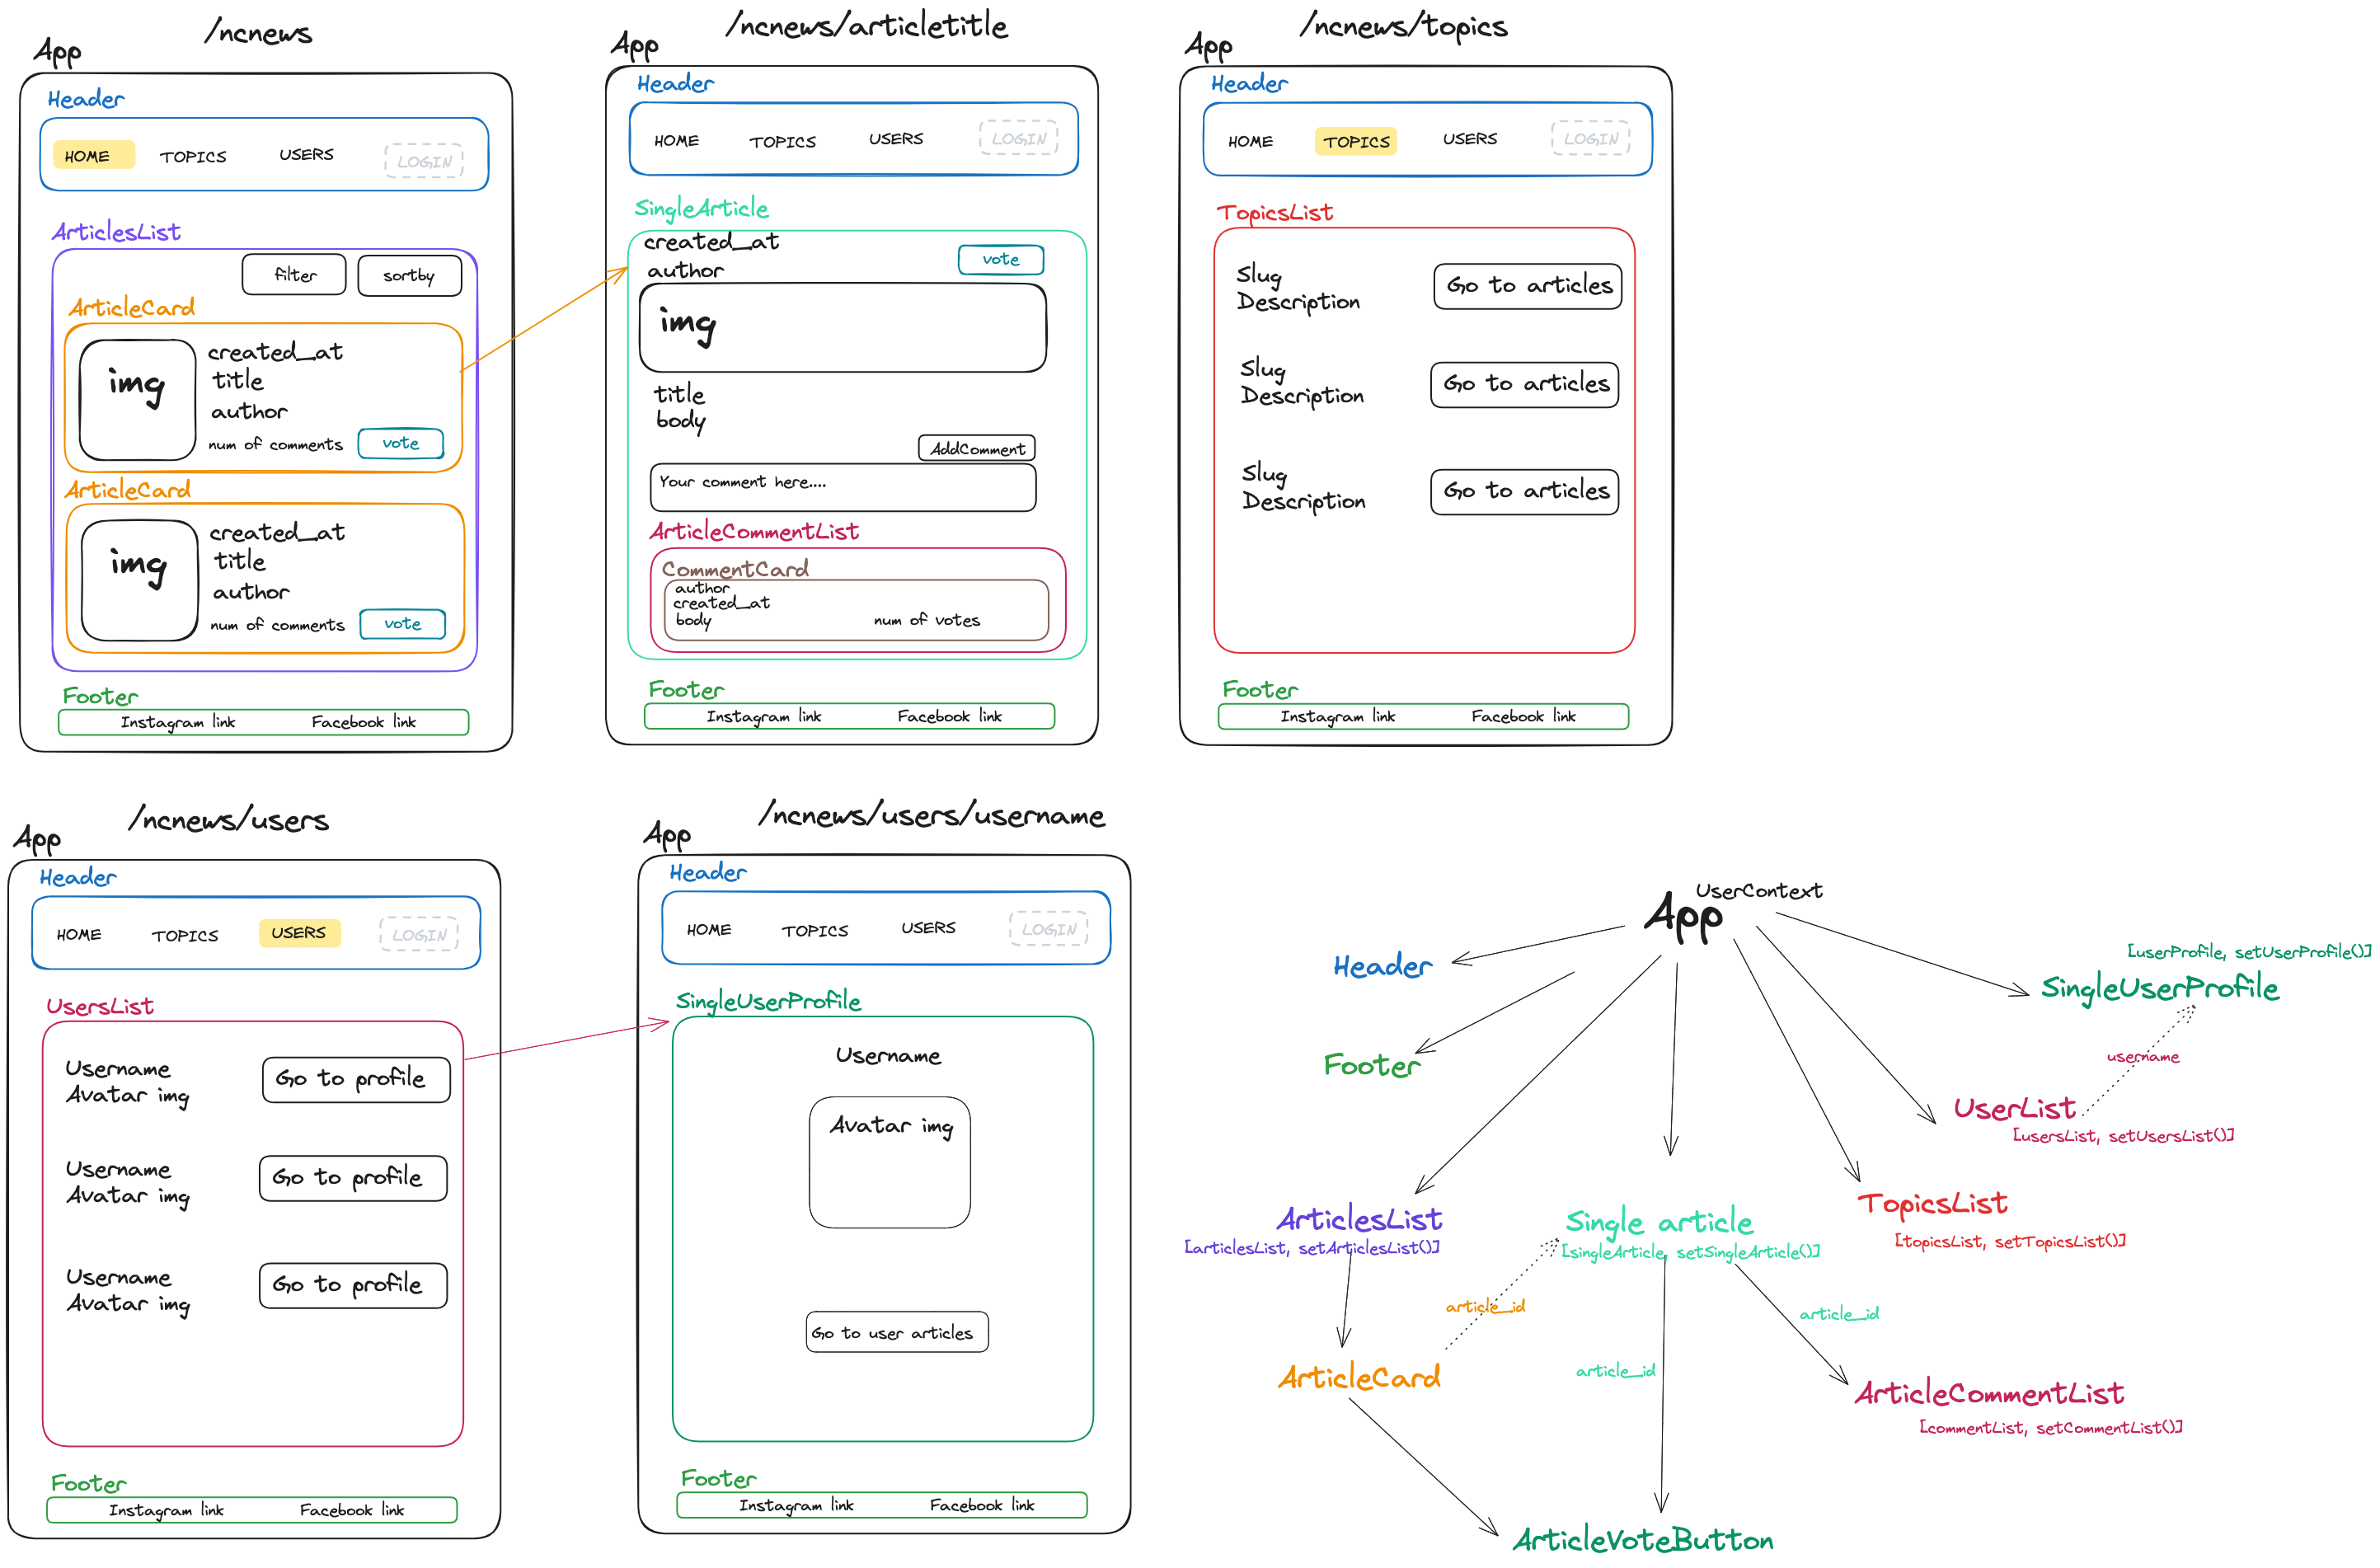 /ncnews
App
Header
HOME TOPICS USERS LOGIN
ArticlesList
filter sortby
ArticleCard
img
created_at
title
author
num of comments vote
ArticleCard
img
created_at
title
author
num of comments vote
Footer
Instagram link Facebook link
/ncnews/articletitle
App
Header
HOME TOPICS USERS LOGIN
SingleArticle
created_at
author
vote
img
title
body
AddComment
Your comment here....
ArticleCommentList
CommentCard
author
created_at
body num of votes
Footer
Instagram link Facebook link
/ncnews/topics
App
Header
HOME TOPICS USERS LOGIN
TopicsList
Slug
Description
Go to articles
Slug
Description
Go to articles
Slug
Description
Go to articles
Footer
Instagram link Facebook link
/ncnews/users
App
Header
HOME TOPICS USERS LOGIN
UsersList
Username
Avatar img
Go to profile
Username
Avatar img
Go to profile
Username
Avatar img
Go to profile
Footer
Instagram link Facebook link
/ncnews/users/username
App
Header
HOME TOPICS USERS LOGIN
SingleUserProfile
Username
Avatar img
Go to user articles
Footer
Instagram link Facebook link
UserContext
App
Header
Footer
[userProfile, setUserProfile()]
SingleUserProfile
username
UserList
[usersList, setUsersList()]
ArticlesList
[articlesList, setArticlesList()]
Single article
[singleArticle, setSingleArticle()]
TopicsList
[topicsList, setTopicsList()]
article_id
article_id
article_id
ArticleCard
ArticleCommentList
[commentList, setCommentList()]
ArticleVoteButton